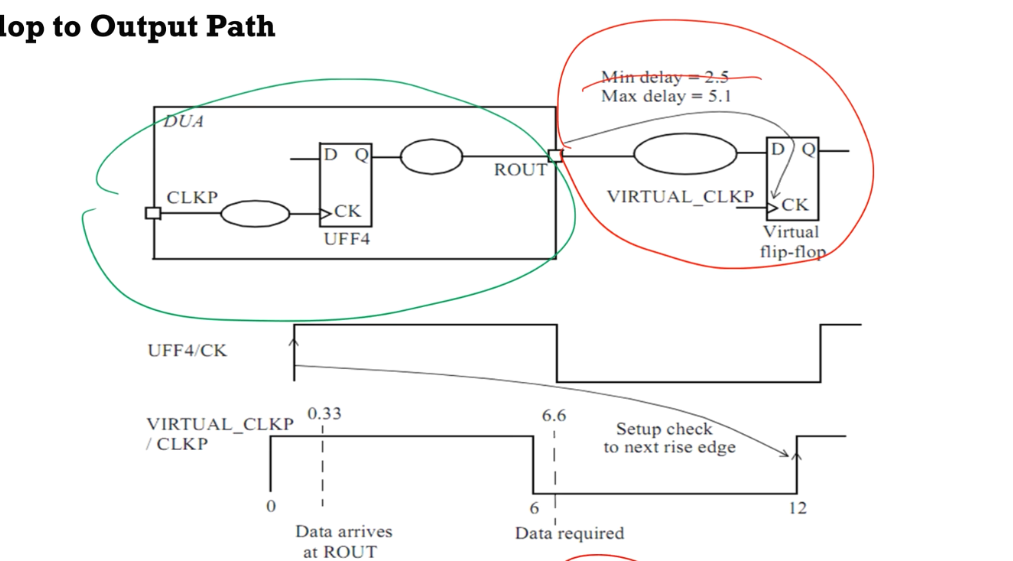 lop to Output Path
Min delay = 2.5
Max delay = 5.1
DUA
D Q
D Q
ROUT
CLKP
VIRTUAL_CLKP
CK
CK
UFF4
Virtual
flip-flop
UFF4/CK
VIRTUAL_CLKP
/ CLKP
0.33
6.6
Setup check
to next rise edge
0
6
12
Data arrives
at ROUT
Data required